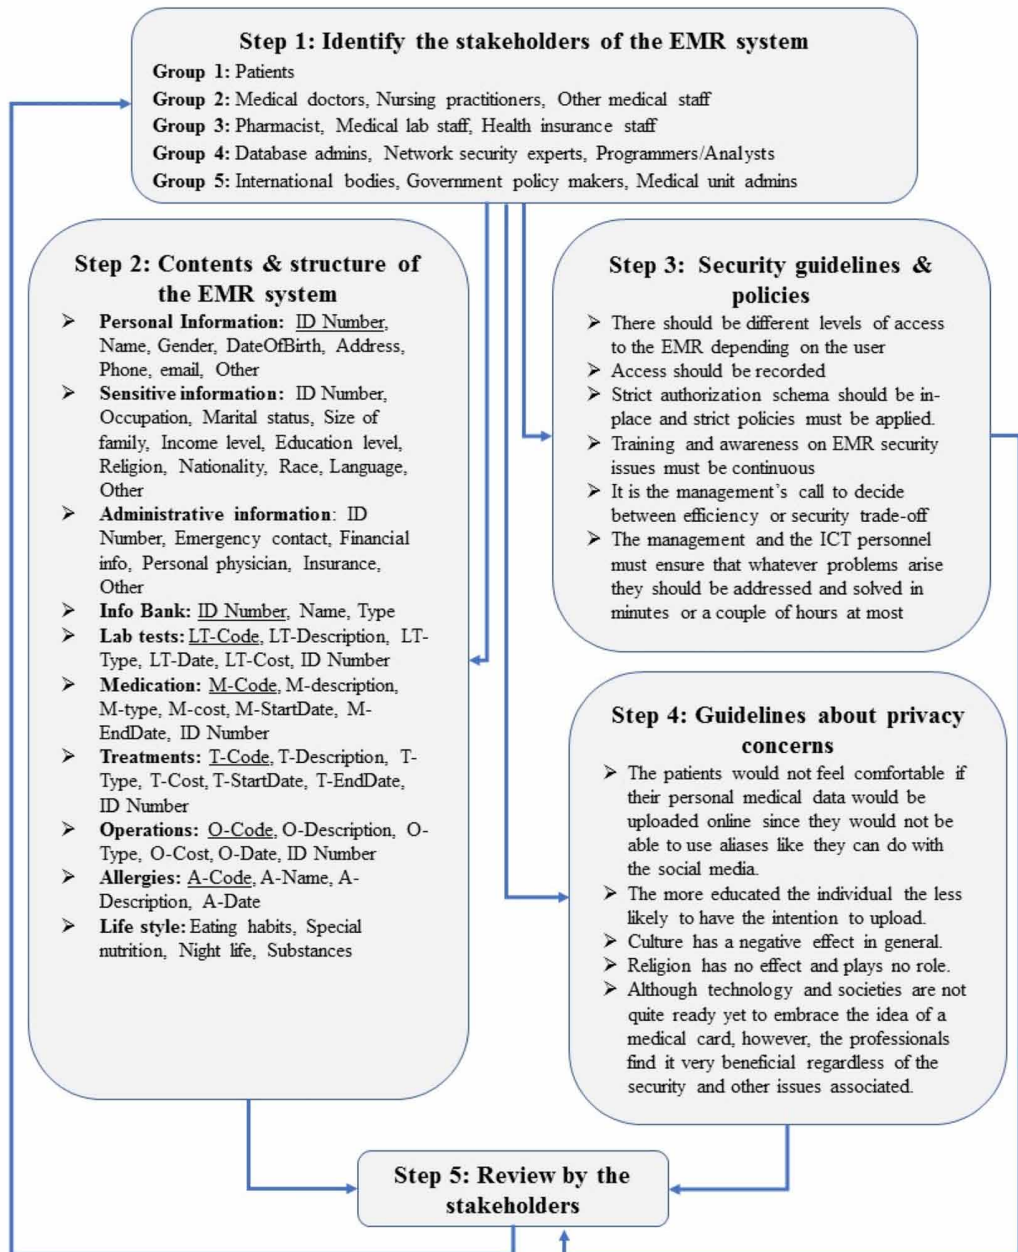 Step 1: Identify the stakeholders of the EMR system
Group 1: Patients
Group 2: Medical doctors, Nursing practitioners, Other medical staff
Group 3: Pharmacist, Medical lab staff, Health insurance staff
Group 4: Database admins, Network security experts, Programmers/Analysts
Group 5: International bodies, Government policy makers, Medical unit admins
Step 2: Contents & structure of
the EMR system
➢ Personal Information: ID Number,
Name, Gender, DateOfBirth, Address,
Phone, email, Other
➢ Sensitive information: ID Number,
Occupation, Marital status, Size of
family, Income level, Education level,
Religion, Nationality, Race, Language,
Other
➢ Administrative information: ID
Number, Emergency contact, Financial
info, Personal physician, Insurance,
Other
➢ Info Bank: ID Number, Name, Type
➢ Lab tests: LT-Code, LT-Description, LT-
Type, LT-Date, LT-Cost, ID Number
➢ Medication: M-Code, M-description,
M-type, M-cost, M-StartDate, M-
EndDate, ID Number
➢ Treatments: T-Code, T-Description, T-
Type, T-Cost, T-StartDate, T-EndDate,
ID Number
➢ Operations: O-Code, O-Description, O-
Type, O-Cost, O-Date, ID Number
➢ Allergies: A-Code, A-Name, A-
Description, A-Date
➢ Life style: Eating habits, Special
nutrition, Night life, Substances
Step 3: Security guidelines &
policies
➢ There should be different levels of access
to the EMR depending on the user
➢ Access should be recorded
➢ Strict authorization schema should be in-
place and strict policies must be applied.
➢ Training and awareness on EMR security
issues must be continuous
➢ It is the management's call to decide
between efficiency or security trade-off
➢ The management and the ICT personnel
must ensure that whatever problems arise
they should be addressed and solved in
minutes or a couple of hours at most
Step 4: Guidelines about privacy
concerns
➢ The patients would not feel comfortable if
their personal medical data would be
uploaded online since they would not be
able to use aliases like they can do with
the social media.
➢ The more educated the individual the less
likely to have the intention to upload.
➢ Culture has a negative effect in general.
➢ Religion has no effect and plays no role.
➢ Although technology and societies are not
quite ready yet to embrace the idea of a
medical card, however, the professionals
find it very beneficial regardless of the
security and other issues associated.
Step 5: Review by the
stakeholders